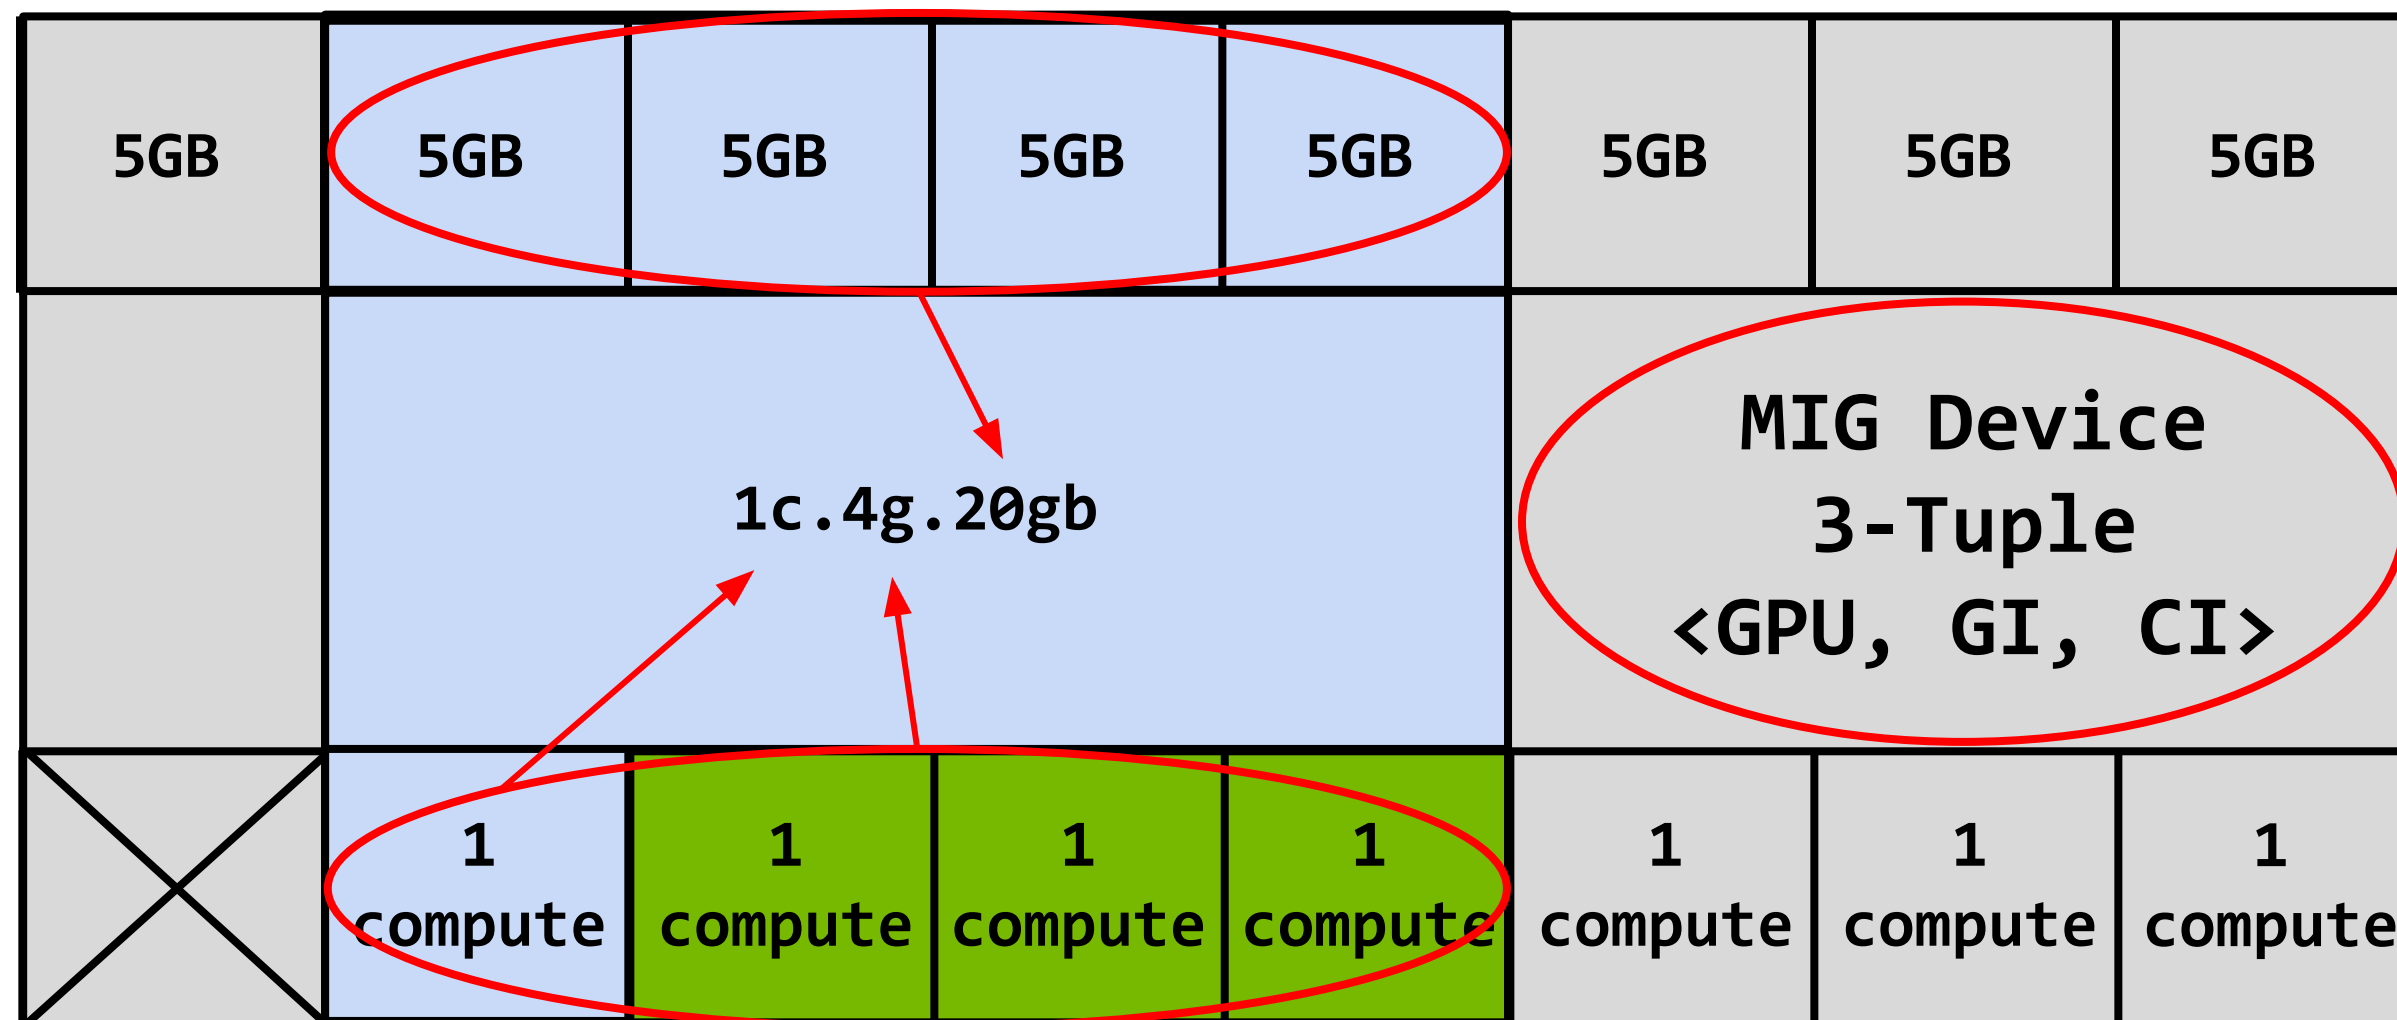 5GB 5GB 5GB 5GB 5GB 5GB 5GB 5GB
1c.4g.20gb
MIG Device
3-Tuple
<GPU, GI, CI>
1 1 1 1 1 1 1
compute compute compute compute compute compute compute